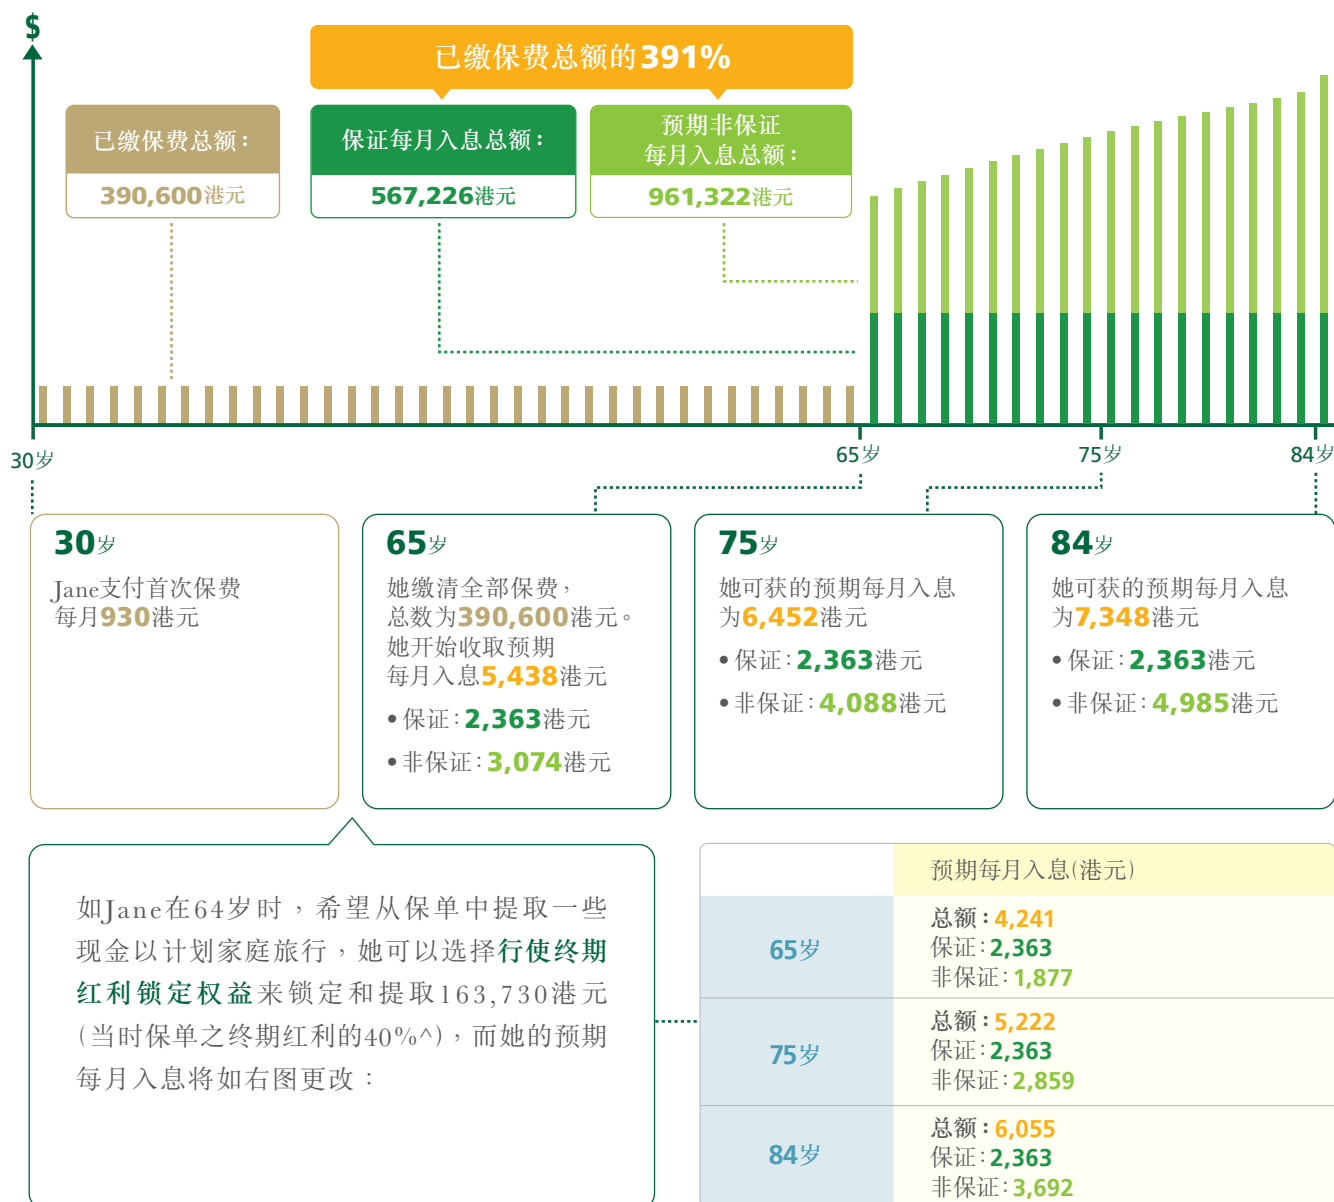 $
已缴保费总额的391%
已缴保费总额：
390,600港元
保证每月入息总额：
567,226港元
预期非保证
每月入息总额：
961,322港元
30岁
65岁
75岁
84岁
30岁
Jane支付首次保费
每月930港元
65岁
她缴清全部保费，
总数为390,600港元。
她开始收取预期
每月入息5,438港元
•保证：2,363港元
•非保证：3,074港元
75岁
她可获的预期每月入息
为6,452港元
•保证：2,363港元
•非保证：4,088港元
84岁
她可获的预期每月入息
为7,348港元
•保证：2,363港元
•非保证：4,985港元
如Jane在64岁时，希望从保单中提取一些
现金以计划家庭旅行，她可以选择行使终期
红利锁定权益来锁定和提取163,730港元
(当时保单之终期红利的40%^)，而她的预期
每月入息将如右图更改：
预期每月入息(港元)
65岁
总额：4,241
保证：2,363
非保证：1,877
75岁
总额：5,222
保证：2,363
非保证：2,859
84岁
总额：6,055
保证：2,363
非保证：3,692